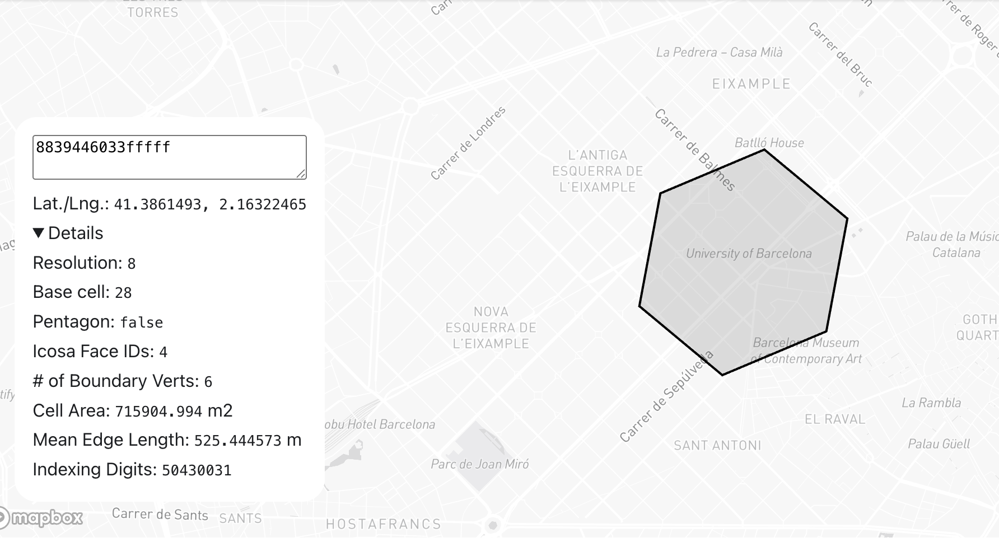 TORRES
Carrer del Bruc
La Pedrera – Casa Milà
EIXAMPLE
Carrer de Londres
Carrer de Balmes
Batlló House
L'ANTIGA
ESQUERRA DE
L'EIXAMPLE
8839446033fffff
Lat./Lng.: 41.3861493, 2.16322465
▼ Details
Resolution: 8
Base cell: 28
Pentagon: false
Icosa Face IDs: 4
# of Boundary Verts: 6
Cell Area: 715904.994 m2
Mean Edge Length: 525.444573 m
Indexing Digits: 50430031
University of Barcelona
Palau de la Músic
Catalana
NOVA
ESQUERRA DE
L'EIXAMPLE
GOTH
QUART
Barcelona Museum
of Contemporary Art
Carrer de Sepúlveda
obu Hotel Barcelona
La Rambla
EL RAVAL
SANT ANTONI
Palau Güell
Parc de Joan Miró
mapbox
Carrer de Sants
SANTS
HOSTAFRANCS